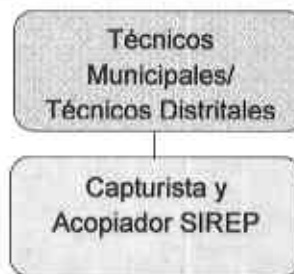 Técnicos
Municipales/
Técnicos Distritales
Capturista y
Acopiador SIREP